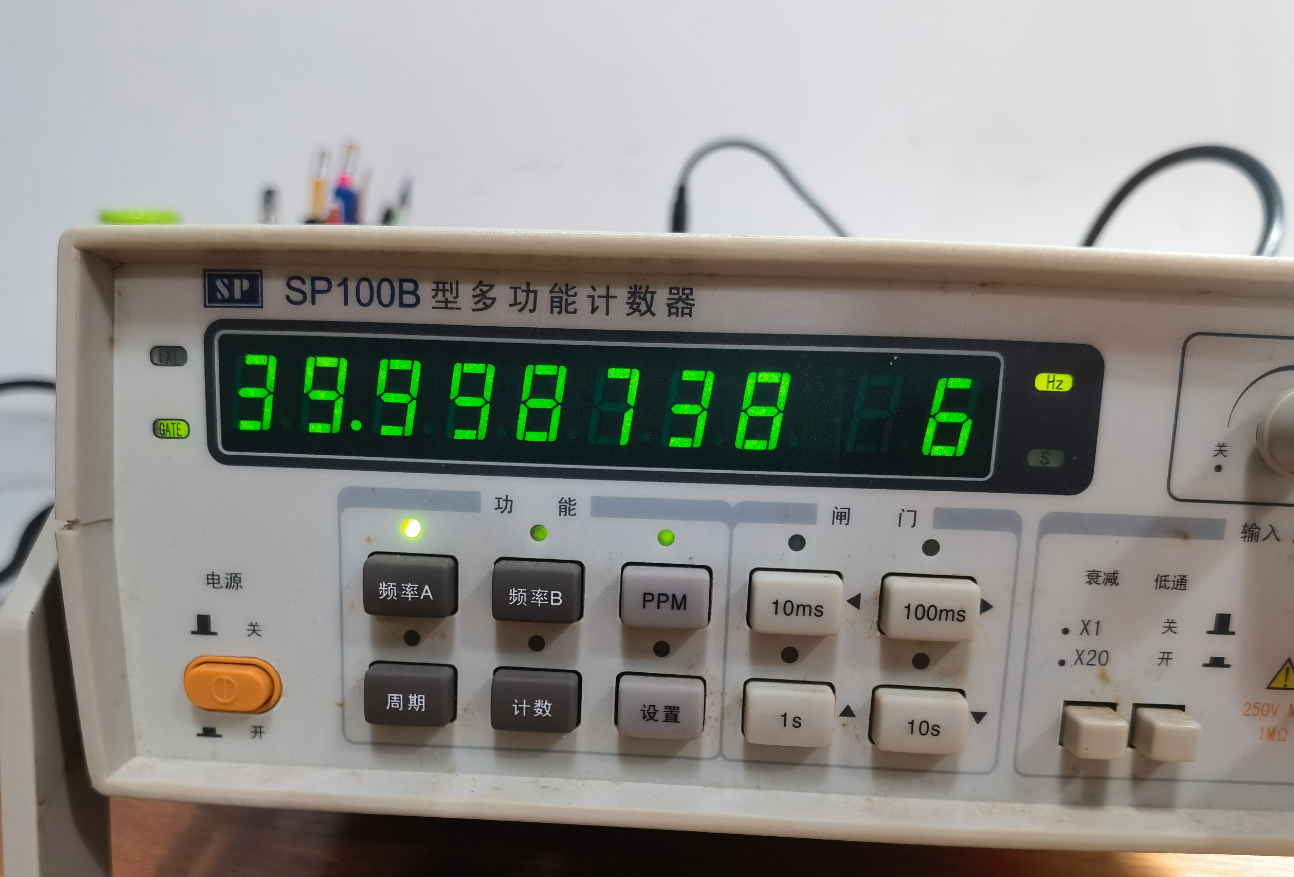 SP SP100B型多功能计数器
EXT
GATE
39.998738 6
Hz
S
关
功能
闸门
输入
电源
关
开
频率A
频率B
PPM
10ms
100ms
周期
计数
设置
1s
10s
衰减 低通
X1 关
X20 开
250V
1MΩ